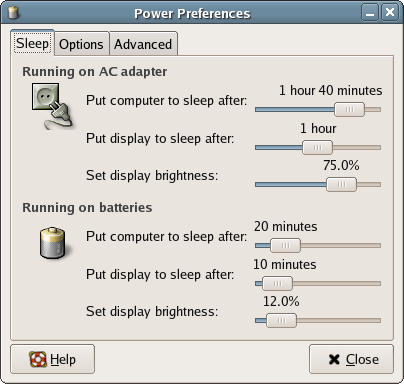 Power Preferences
Sleep Options Advanced
Running on AC adapter
1 hour 40 minutes
Put computer to sleep after:
1 hour
Put display to sleep after:
75.0%
Set display brightness:
Running on batteries
20 minutes
Put computer to sleep after:
10 minutes
Put display to sleep after:
12.0%
Set display brightness:
Help Close